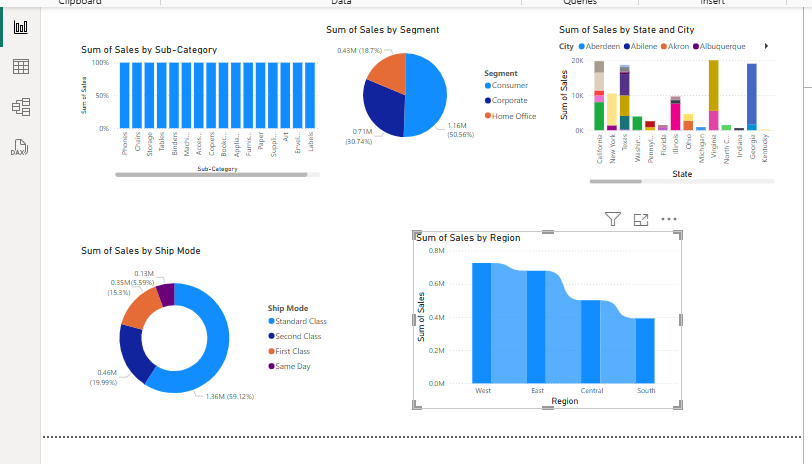 Clipboard
Data
Queries
Insert
DAX
Sum of Sales by Sub-Category
Sum of Sales
100%
50%
0%
Phones
Chairs
Storage
Tables
Binders
Machi...
Acces...
Copiers
Bookc...
Applia...
Furnis...
Paper
Suppli...
Art
Envel...
Labels
Sub-Category
Sum of Sales by Segment
0.43M (18.7%)
0.71M
(30.74%)
1.16M
(50.56%)
Segment
Consumer
Corporate
Home Office
Sum of Sales by State and City
City
Aberdeen
Abilene
Akron
Albuquerque
Sum of Sales
20K
10K
0K
California
New York
Texas
Washin...
Pennsyl...
Florida
Illinois
Ohio
Michigan
Virginia
North C...
Indiana
Georgia
Kentucky
State
Sum of Sales by Ship Mode
0.13M
(5.59%)
0.35M
(15.3%)
0.46M
(19.99%)
1.36M (59.12%)
Ship Mode
Standard Class
Second Class
First Class
Same Day
Sum of Sales by Region
Sum of Sales
0.8M
0.6M
0.4M
0.2M
0.0M
West
East
Central
South
Region